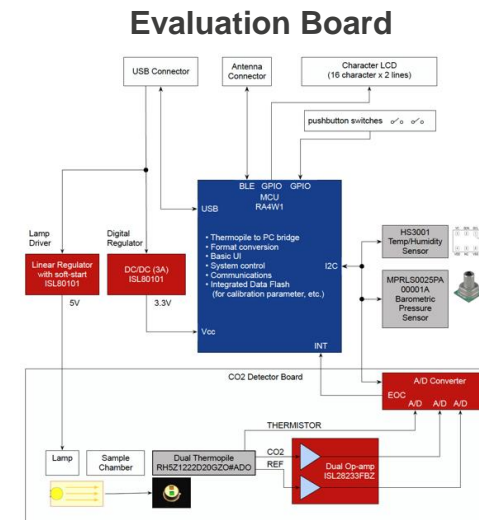 Evaluation Board
USB Connector
Antenna
Connector
Character LCD
(16 character x 2 lines)
pushbutton switches
BLE GPIO GPIO
MCU
RA4W1
USB
• Thermopile to PC bridge
• Format conversion
• Basic UI
• System control
• Communications
• Integrated Data Flash
(for calibration parameter, etc.)
I2C
Vcc
INT
Lamp
Driver
Digital
Regulator
Linear Regulator
with soft-start
ISL80101
DC/DC (3A)
ISL80101
5V
3.3V
HS3001
Temp/Humidity
Sensor
MPRLS0025PA
00001A
Barometric
Pressure
Sensor
CO2 Detector Board
A/D Converter
EOC
A/D A/D A/D
THERMISTOR
CO2
REF
Lamp
Sample
Chamber
Dual Thermopile
RH5Z1222D20GZO#ADO
Dual Op-amp
ISL28233FBZ